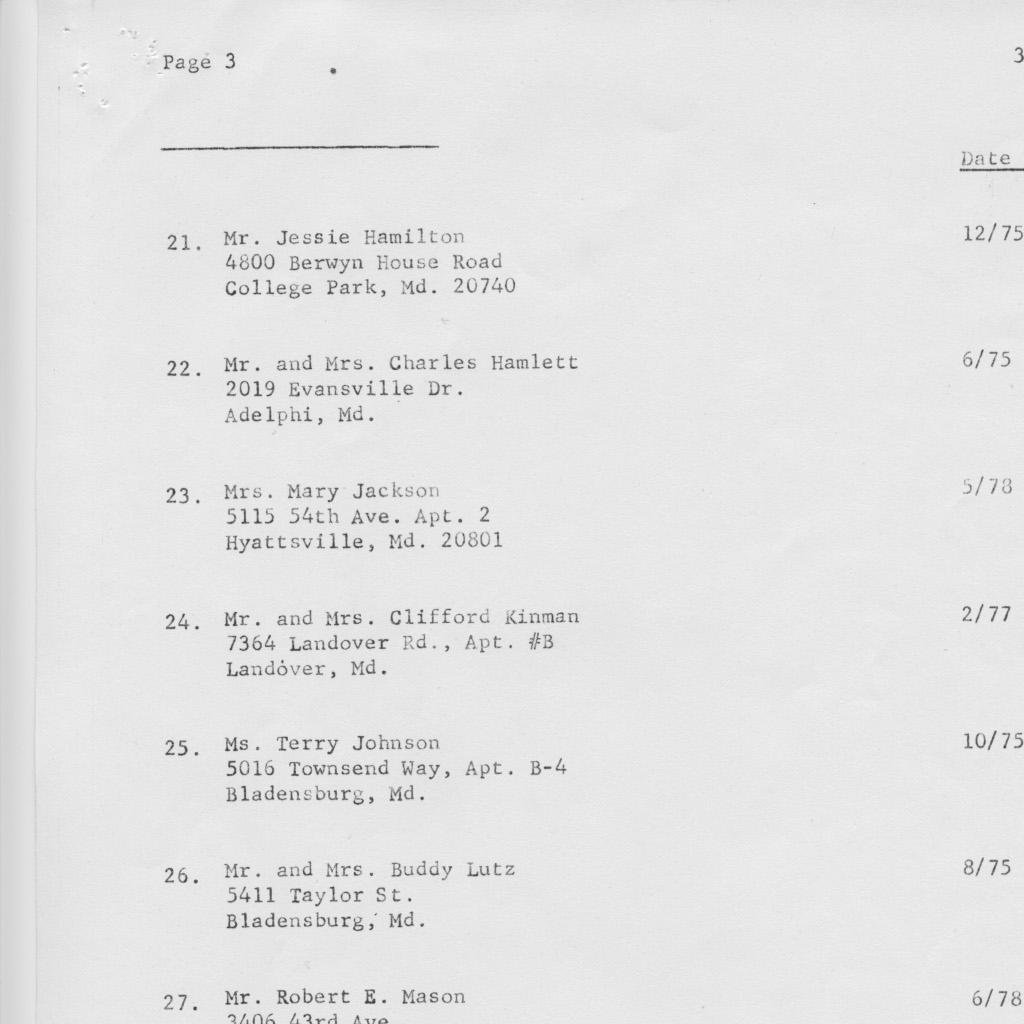 Page 3
3
Date
21. Mr. Jessie Hamilton 12/75
4800 Berwyn House Road
College Park, Md. 20740
22. Mr. and Mrs. Charles Hamlett 6/75
2019 Evansville Dr.
Adelphi, Md.
23. Mrs. Mary Jackson 5/78
5115 54th Ave. Apt. 2
Hyattsville, Md. 20801
24. Mr. and Mrs. Clifford Kinman 2/77
7364 Landover Rd., Apt. #B
Landover, Md.
25. Ms. Terry Johnson 10/75
5016 Townsend Way, Apt. B-4
Bladensburg, Md.
26. Mr. and Mrs. Buddy Lutz 8/75
5411 Taylor St.
Bladensburg, Md.
27. Mr. Robert E. Mason 6/78
3406 43rd Ave